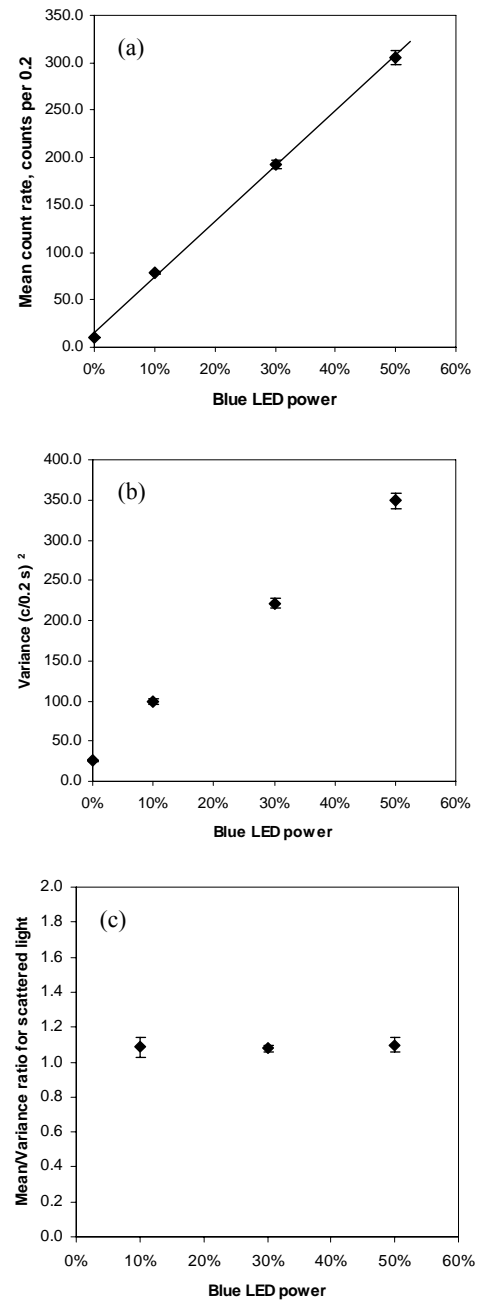 (a)
Mean count rate, counts per 0.2
350.0
300.0
250.0
200.0
150.0
100.0
50.0
0.0
0% 10% 20% 30% 40% 50% 60%
Blue LED power
(b)
Variance (c/0.2 s) ²
400.0
350.0
300.0
250.0
200.0
150.0
100.0
50.0
0.0
0% 10% 20% 30% 40% 50% 60%
Blue LED power
(c)
Mean/Variance ratio for scattered light
2.0
1.8
1.6
1.4
1.2
1.0
0.8
0.6
0.4
0.2
0.0
0% 10% 20% 30% 40% 50% 60%
Blue LED power